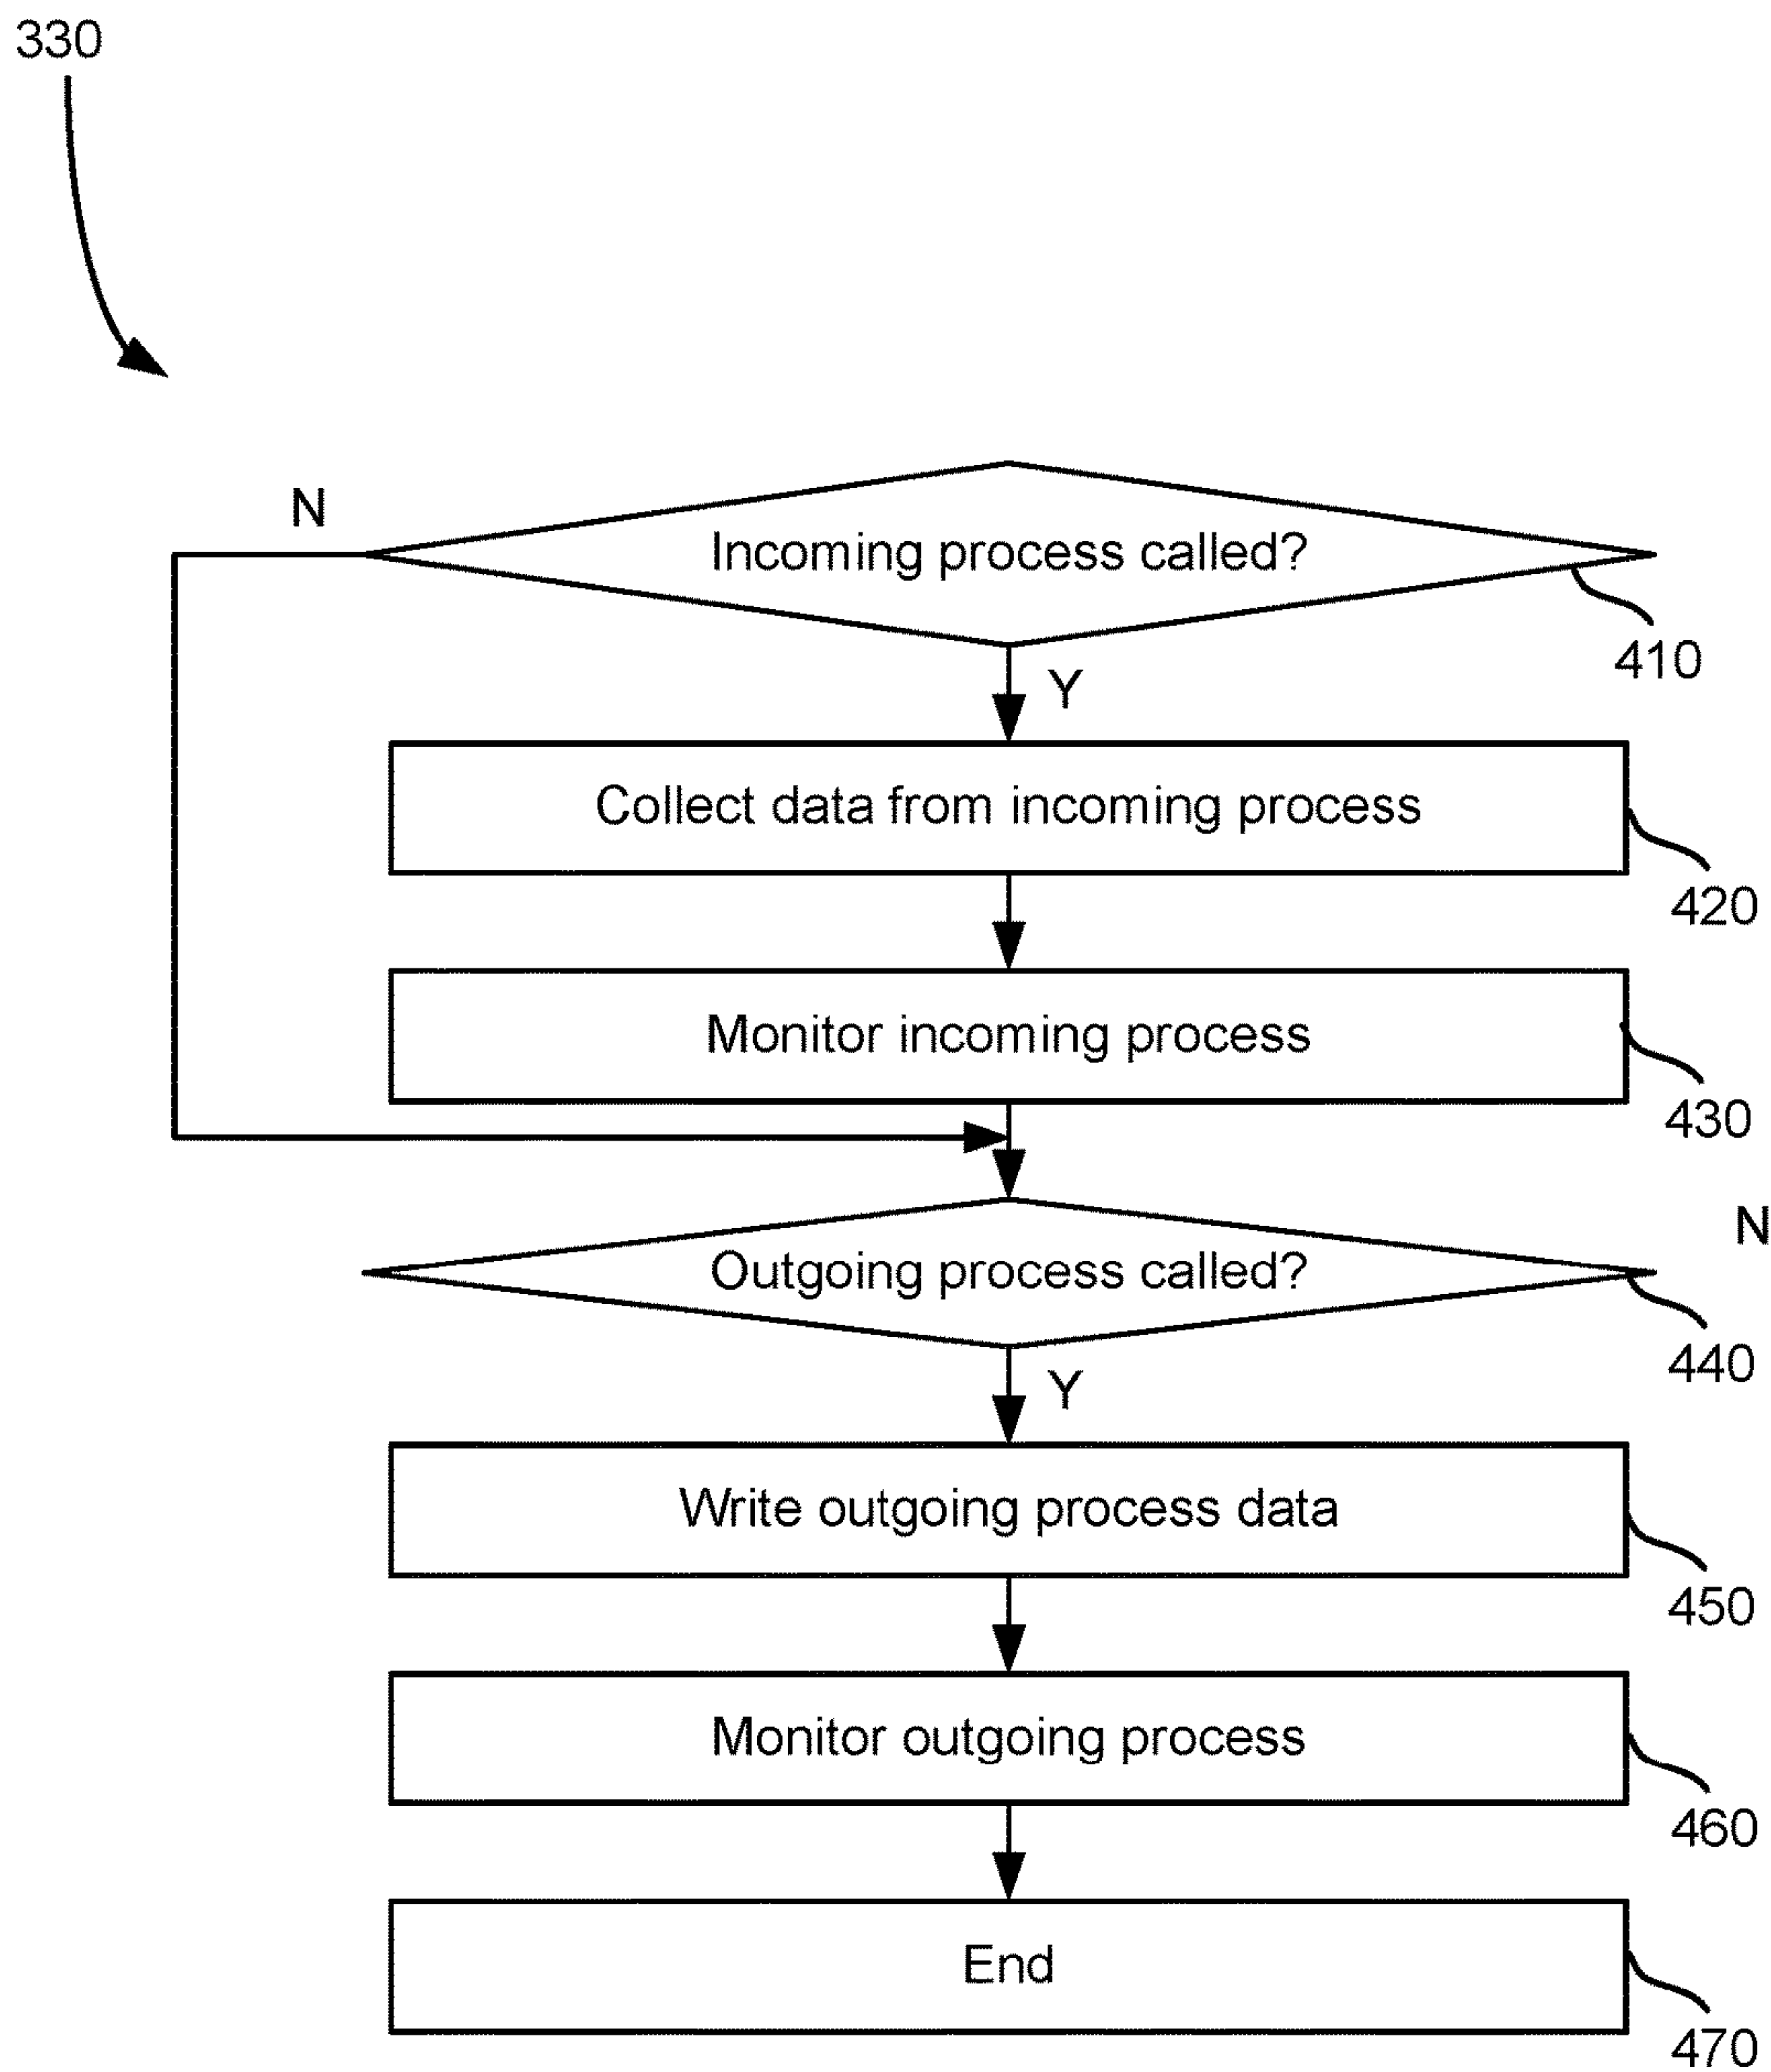 330
N
Incoming process called?
410
Y
Collect data from incoming process
420
Monitor incoming process
430
N
Outgoing process called?
440
Y
Write outgoing process data
450
Monitor outgoing process
460
End
470